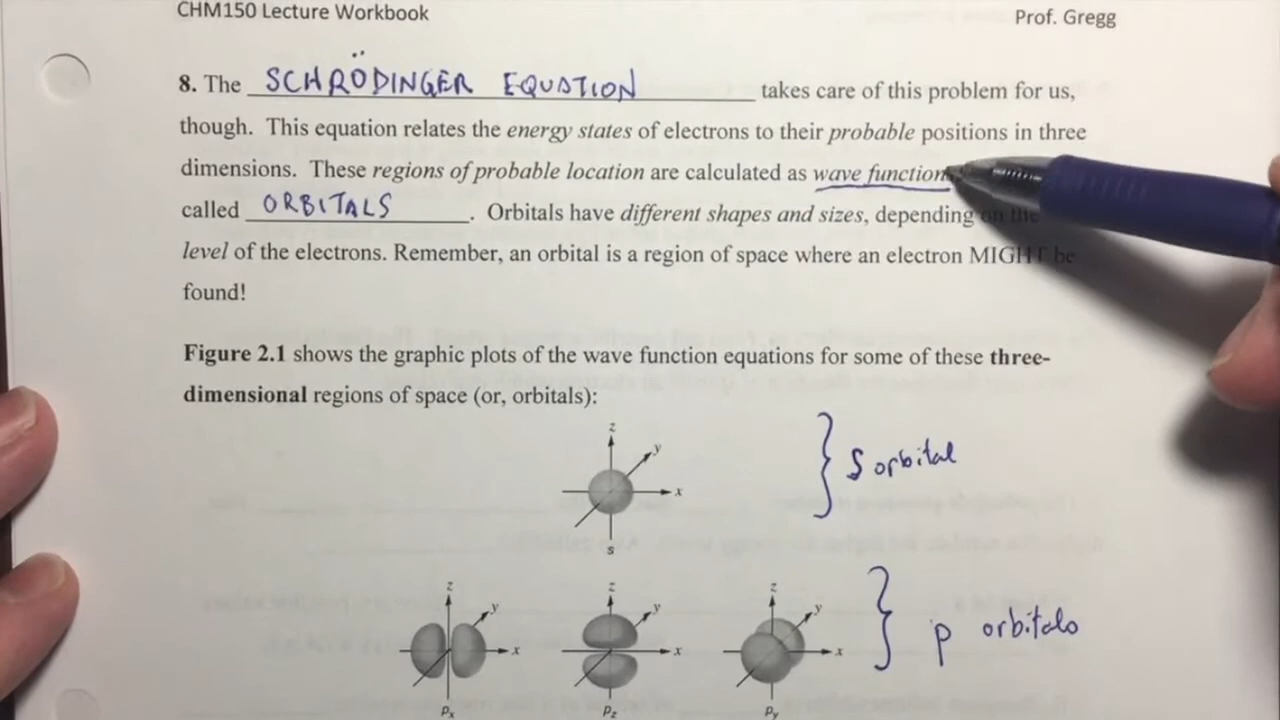 CHM150 Lecture Workbook Prof. Gregg
8. The SCHRÖDINGER EQUATION takes care of this problem for us,
though. This equation relates the energy states of electrons to their probable positions in three
dimensions. These regions of probable location are calculated as wave function
called ORBITALS. Orbitals have different shapes and sizes, depending on the
level of the electrons. Remember, an orbital is a region of space where an electron MIGHT be
found!
Figure 2.1 shows the graphic plots of the wave function equations for some of these three-
dimensional regions of space (or, orbitals):
z
y
x
s
S orbital
z y x
z y x
z y x
p orbitals
Px Pz Py